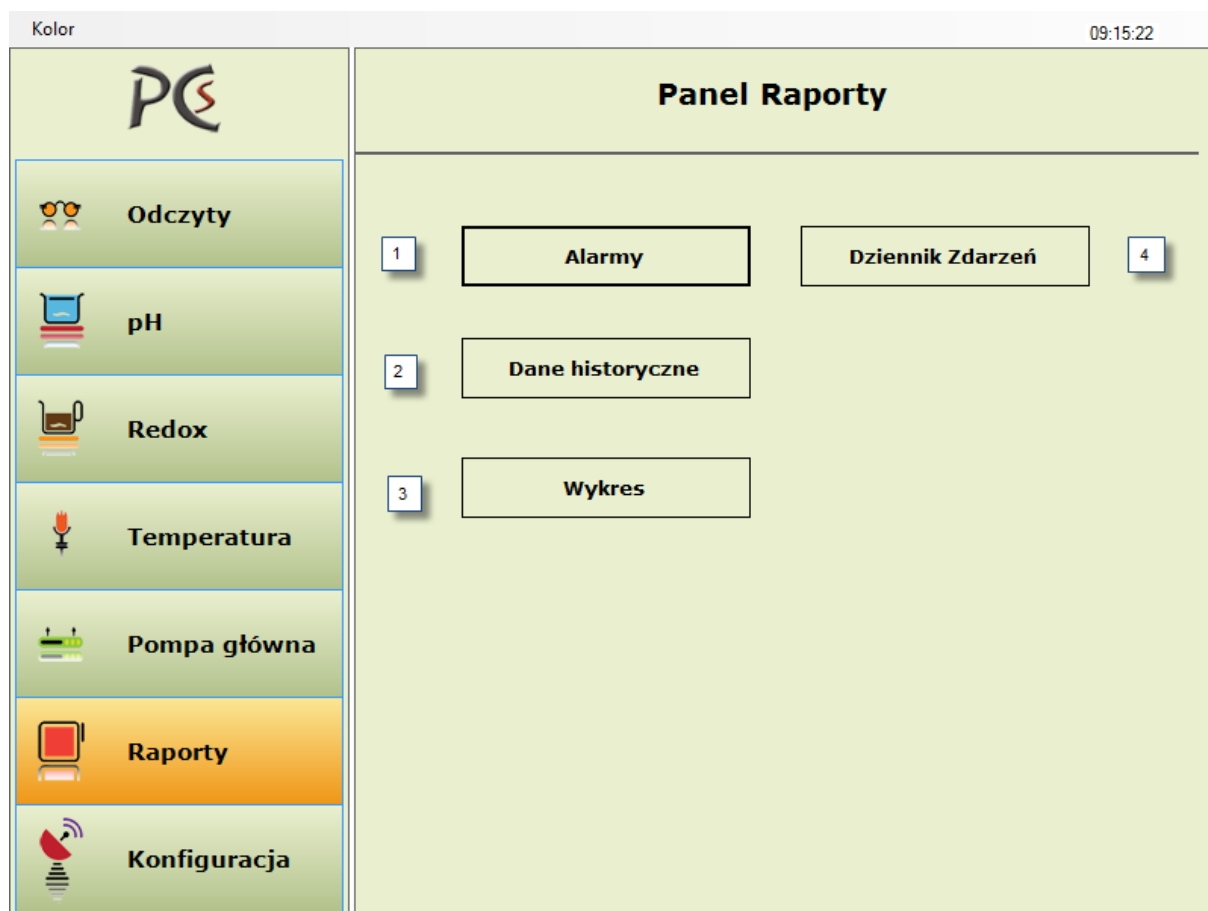 Kolor
09:15:22
PCs
Panel Raporty
Odczyty
pH
Redox
Temperatura
Pompa główna
Raporty
Konfiguracja
1
Alarmy
Dziennik Zdarzeń
4
2
Dane historyczne
3
Wykres